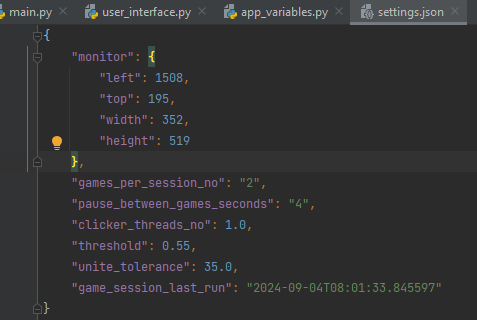 main.py × user_interface.py × app_variables.py × settings.json ×
{
    "monitor": {
        "left": 1508,
        "top": 195,
        "width": 352,
        "height": 519
    },
    "games_per_session_no": "2",
    "pause_between_games_seconds": "4",
    "clicker_threads_no": 1.0,
    "threshold": 0.55,
    "unite_tolerance": 35.0,
    "game_session_last_run": "2024-09-04T08:01:33.845597"
}